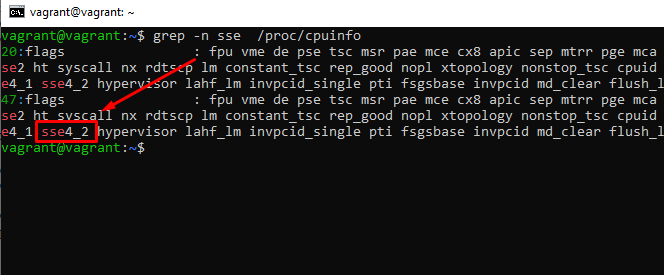 vagrant@vagrant: ~
vagrant@vagrant:~$ grep -n sse  /proc/cpuinfo
20:flags           : fpu vme de pse tsc msr pae mce cx8 apic sep mtrr pge mca
se2 ht syscall nx rdtscp lm constant_tsc rep_good nopl xtopology nonstop_tsc cpuid
e4_1 sse4_2 hypervisor lahf_lm invpcid_single pti fsgsbase invpcid md_clear flush_l
47:flags           : fpu vme de pse tsc msr pae mce cx8 apic sep mtrr pge mca
se2 ht syscall nx rdtscp lm constant_tsc rep_good nopl xtopology nonstop_tsc cpuid
e4_1 sse4_2 hypervisor lahf_lm invpcid_single pti fsgsbase invpcid md_clear flush_l
vagrant@vagrant:~$